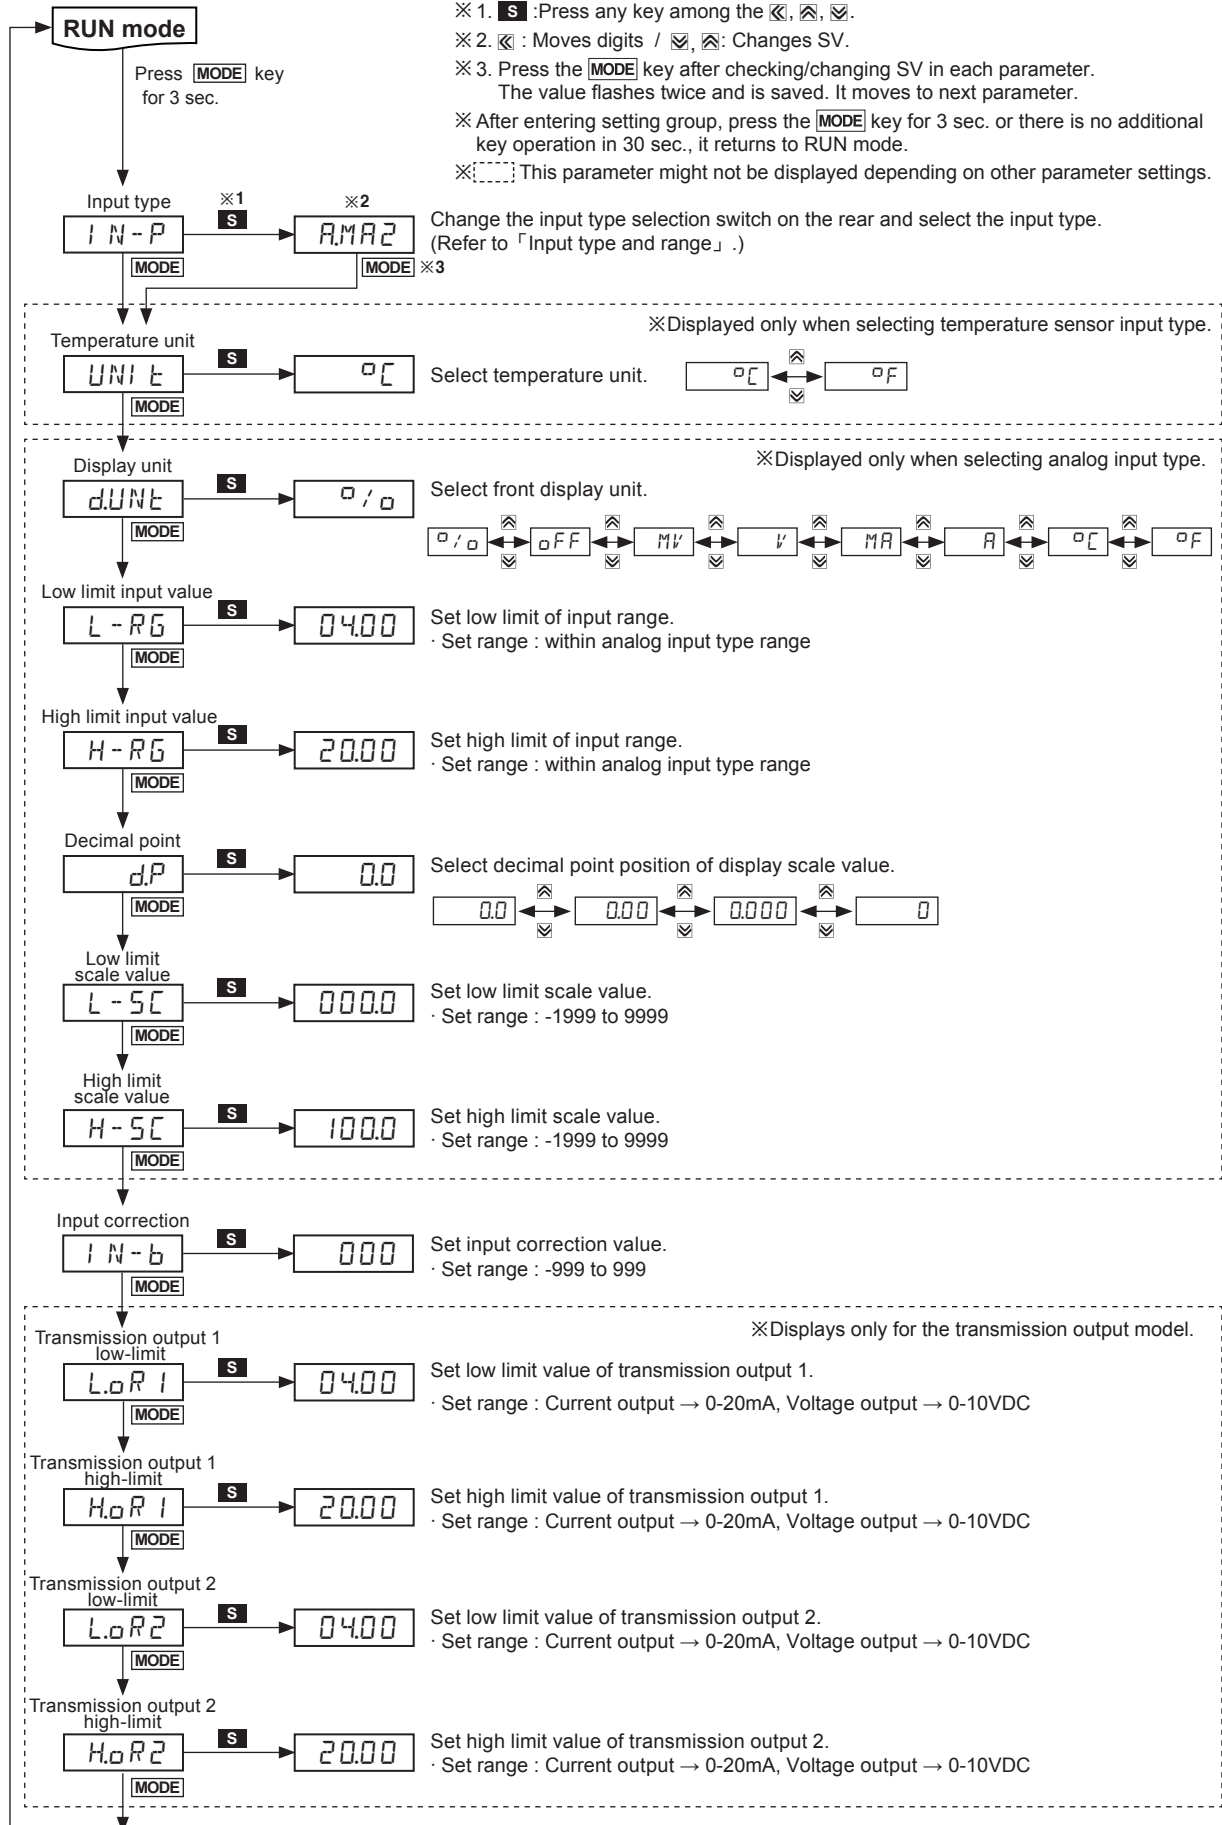 RUN mode
Press MODE key
for 3 sec.
※1. S :Press any key among the «, ︽, ︾.
※2. « : Moves digits / ︾, ︽: Changes SV.
※3. Press the MODE key after checking/changing SV in each parameter.
The value flashes twice and is saved. It moves to next parameter.
※After entering setting group, press the MODE key for 3 sec. or there is no additional
key operation in 30 sec., it returns to RUN mode.
※ This parameter might not be displayed depending on other parameter settings.
Input type ※1 ※2
IN-P S A.MA2
MODE MODE ※3
Change the input type selection switch on the rear and select the input type.
(Refer to「Input type and range」.)
※Displayed only when selecting temperature sensor input type.
Temperature unit
UNIt S °C Select temperature unit. °C °F
MODE
※Displayed only when selecting analog input type.
Display unit
d.UNt S °/o Select front display unit.
MODE
°/o oFF MV V MA A °C °F
Low limit input value
L-RG S 04.00 Set low limit of input range.
· Set range : within analog input type range
MODE
High limit input value
H-RG S 20.00 Set high limit of input range.
· Set range : within analog input type range
MODE
Decimal point
d.P S 0.0 Select decimal point position of display scale value.
MODE
0.0 0.00 0.000 0
Low limit
scale value
L-SC S 000.0 Set low limit scale value.
· Set range : -1999 to 9999
MODE
High limit
scale value
H-SC S 100.0 Set high limit scale value.
· Set range : -1999 to 9999
MODE
Input correction
IN-b S 000 Set input correction value.
· Set range : -999 to 999
MODE
※Displays only for the transmission output model.
Transmission output 1
low-limit
L.oR1 S 04.00 Set low limit value of transmission output 1.
· Set range : Current output → 0-20mA, Voltage output → 0-10VDC
MODE
Transmission output 1
high-limit
H.oR1 S 20.00 Set high limit value of transmission output 1.
· Set range : Current output → 0-20mA, Voltage output → 0-10VDC
MODE
Transmission output 2
low-limit
L.oR2 S 04.00 Set low limit value of transmission output 2.
· Set range : Current output → 0-20mA, Voltage output → 0-10VDC
MODE
Transmission output 2
high-limit
H.oR2 S 20.00 Set high limit value of transmission output 2.
· Set range : Current output → 0-20mA, Voltage output → 0-10VDC
MODE